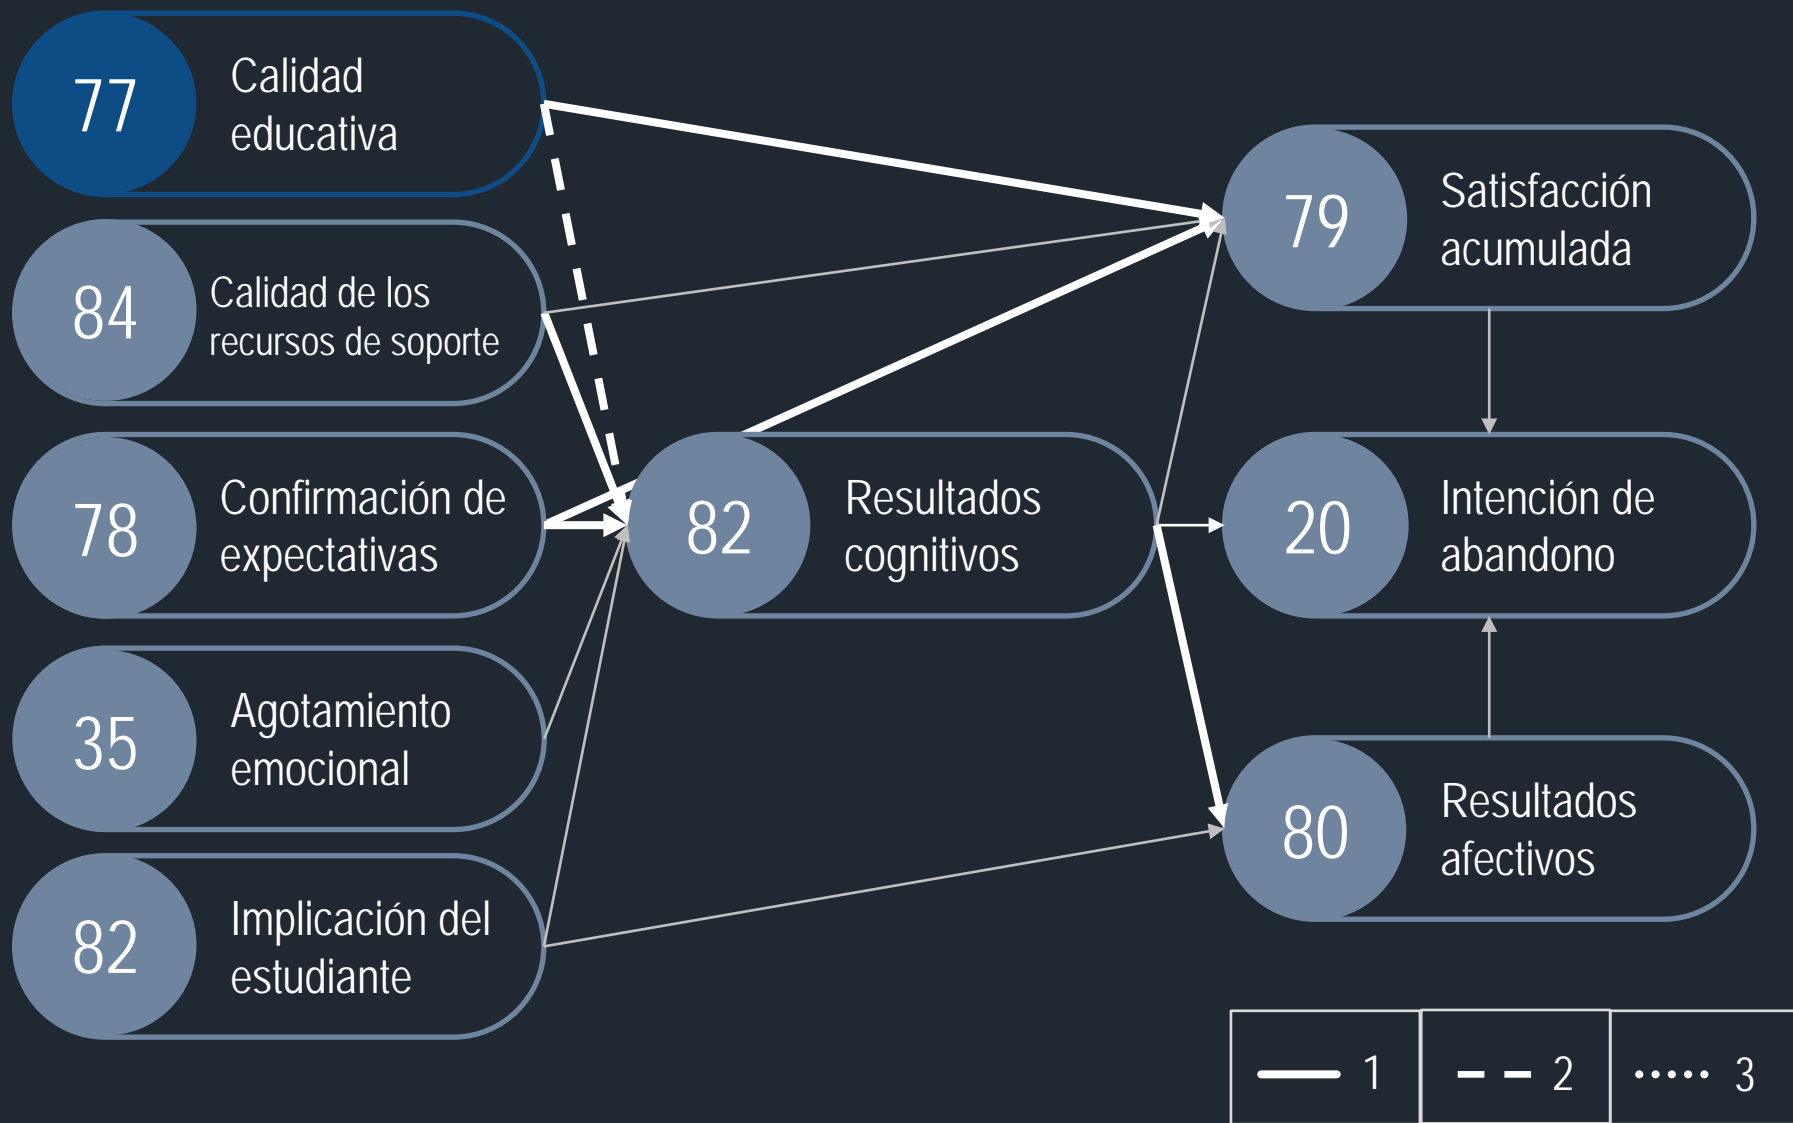 77
Calidad
educativa
84
Calidad de los
recursos de soporte
78
Confirmación de
expectativas
35
Agotamiento
emocional
82
Implicación del
estudiante
82
Resultados
cognitivos
79
Satisfacción
acumulada
20
Intención de
abandono
80
Resultados
afectivos
1
2
3